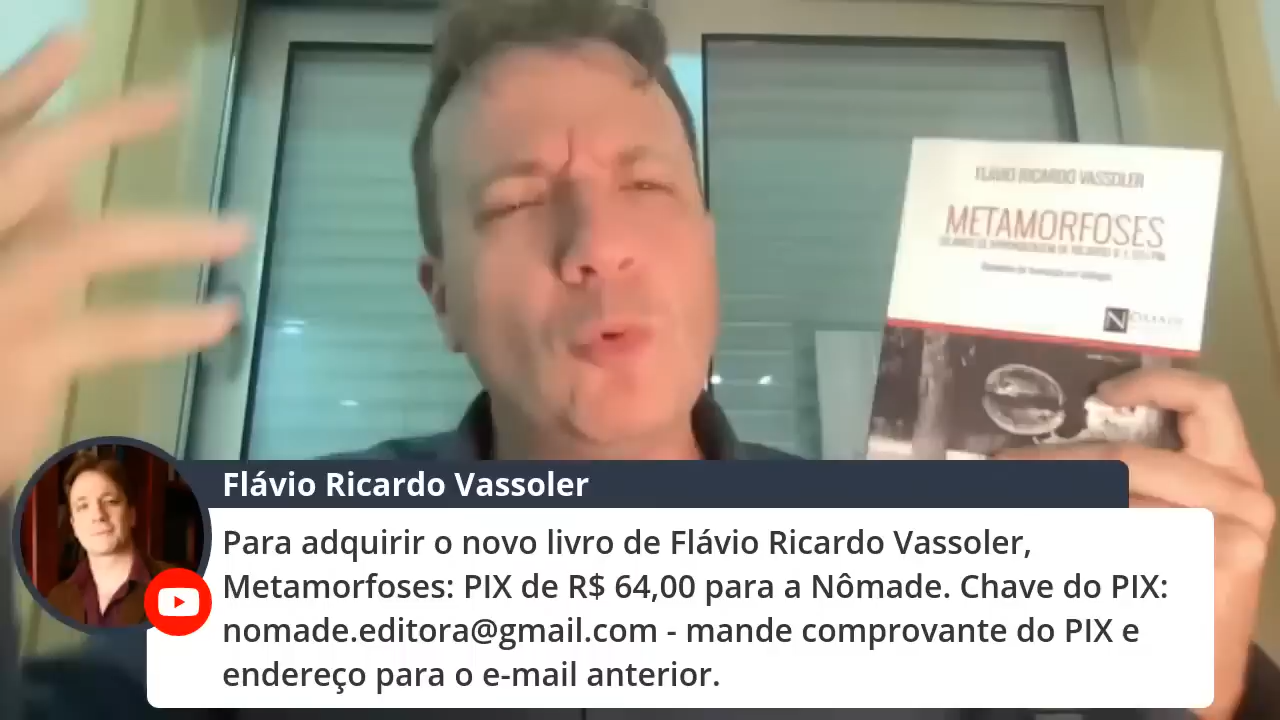 FLÁVIO RICARDO VASSOLER
METAMORFOSES
Flávio Ricardo Vassoler
Para adquirir o novo livro de Flávio Ricardo Vassoler,
Metamorfoses: PIX de R$ 64,00 para a Nômade. Chave do PIX:
nomade.editora@gmail.com - mande comprovante do PIX e
endereço para o e-mail anterior.